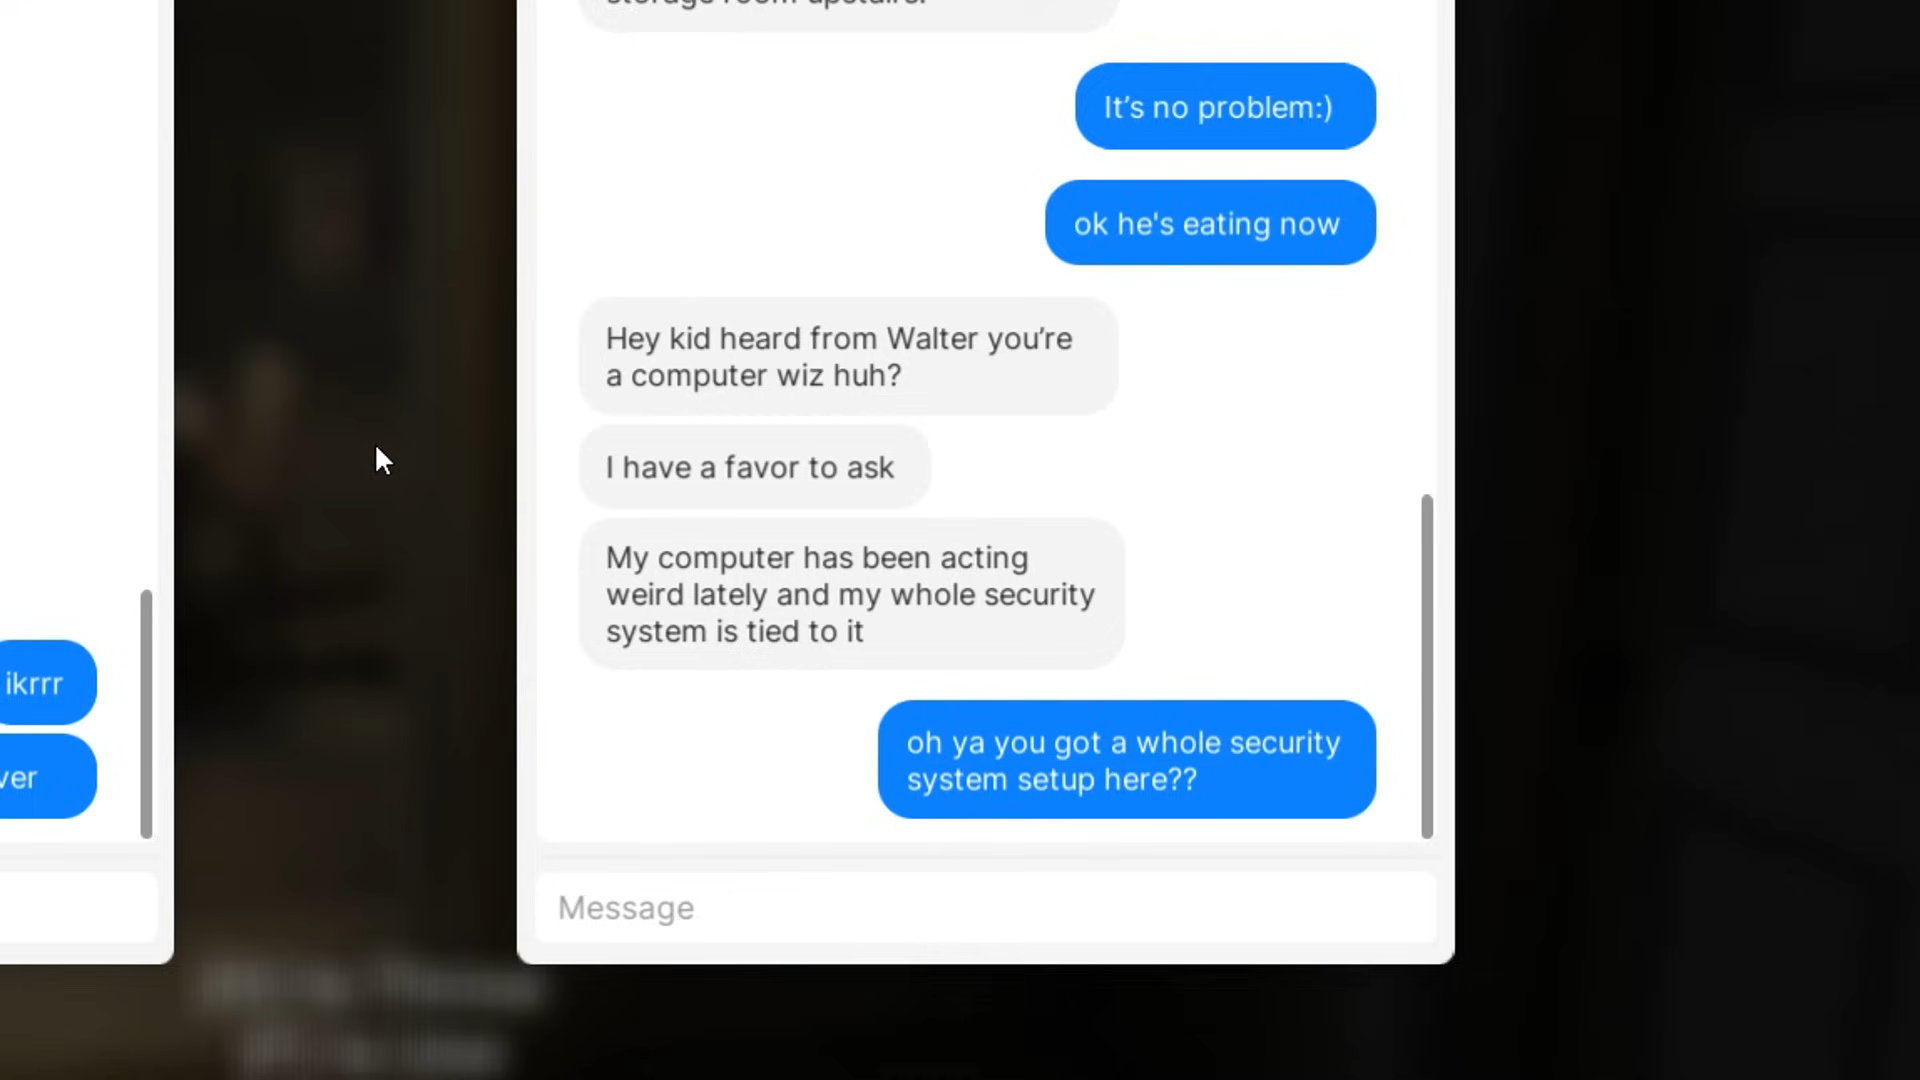 It’s no problem:)
ok he's eating now
Hey kid heard from Walter you’re
a computer wiz huh?
I have a favor to ask
My computer has been acting
weird lately and my whole security
system is tied to it
oh ya you got a whole security
system setup here??
Message
ikrrr